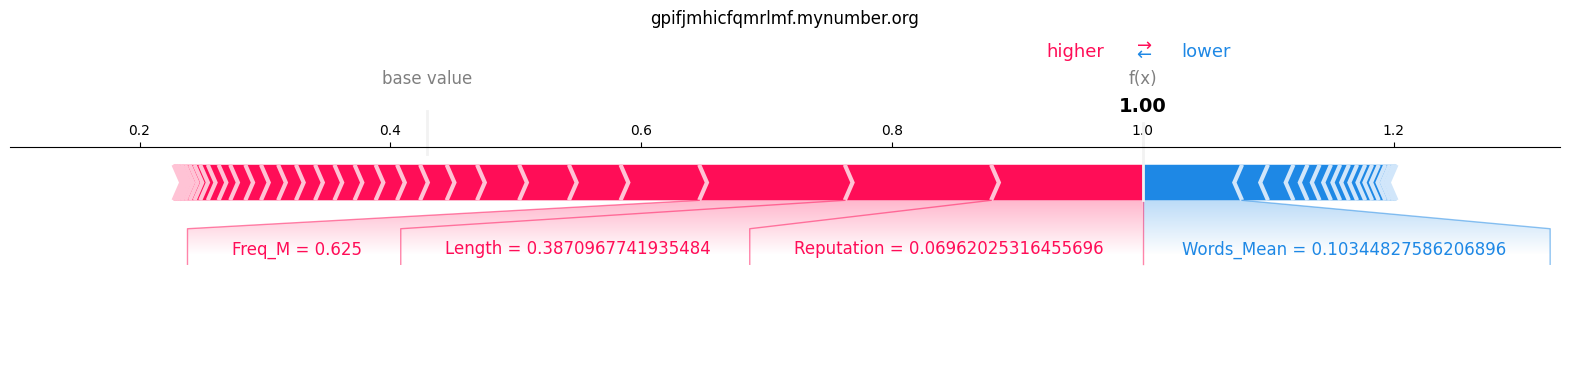 gpifjmhicfqmrlmf.mynumber.org
higher ⇄ lower
base value f(x)
1.00
0.2 0.4 0.6 0.8 1.0 1.2
Freq_M = 0.625 Length = 0.3870967741935484 Reputation = 0.06962025316455696 Words_Mean = 0.10344827586206896